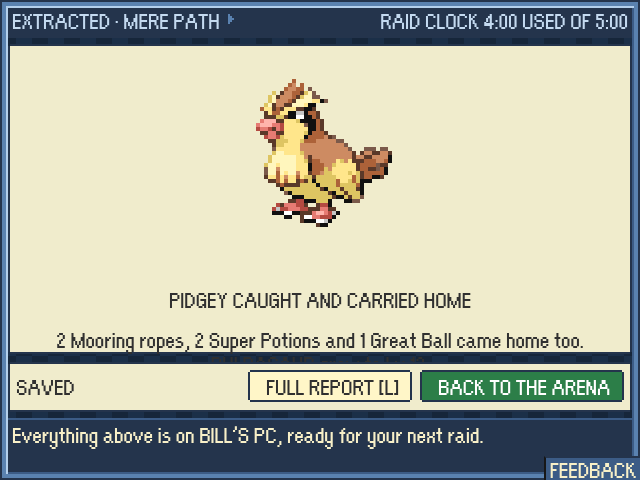 EXTRACTED · MERE PATH
RAID CLOCK 4:00 USED OF 5:00
PIDGEY CAUGHT AND CARRIED HOME
2 Mooring ropes, 2 Super Potions and 1 Great Ball came home too.
SAVED
FULL REPORT [L]
BACK TO THE ARENA
Everything above is on BILL'S PC, ready for your next raid.
FEEDBACK